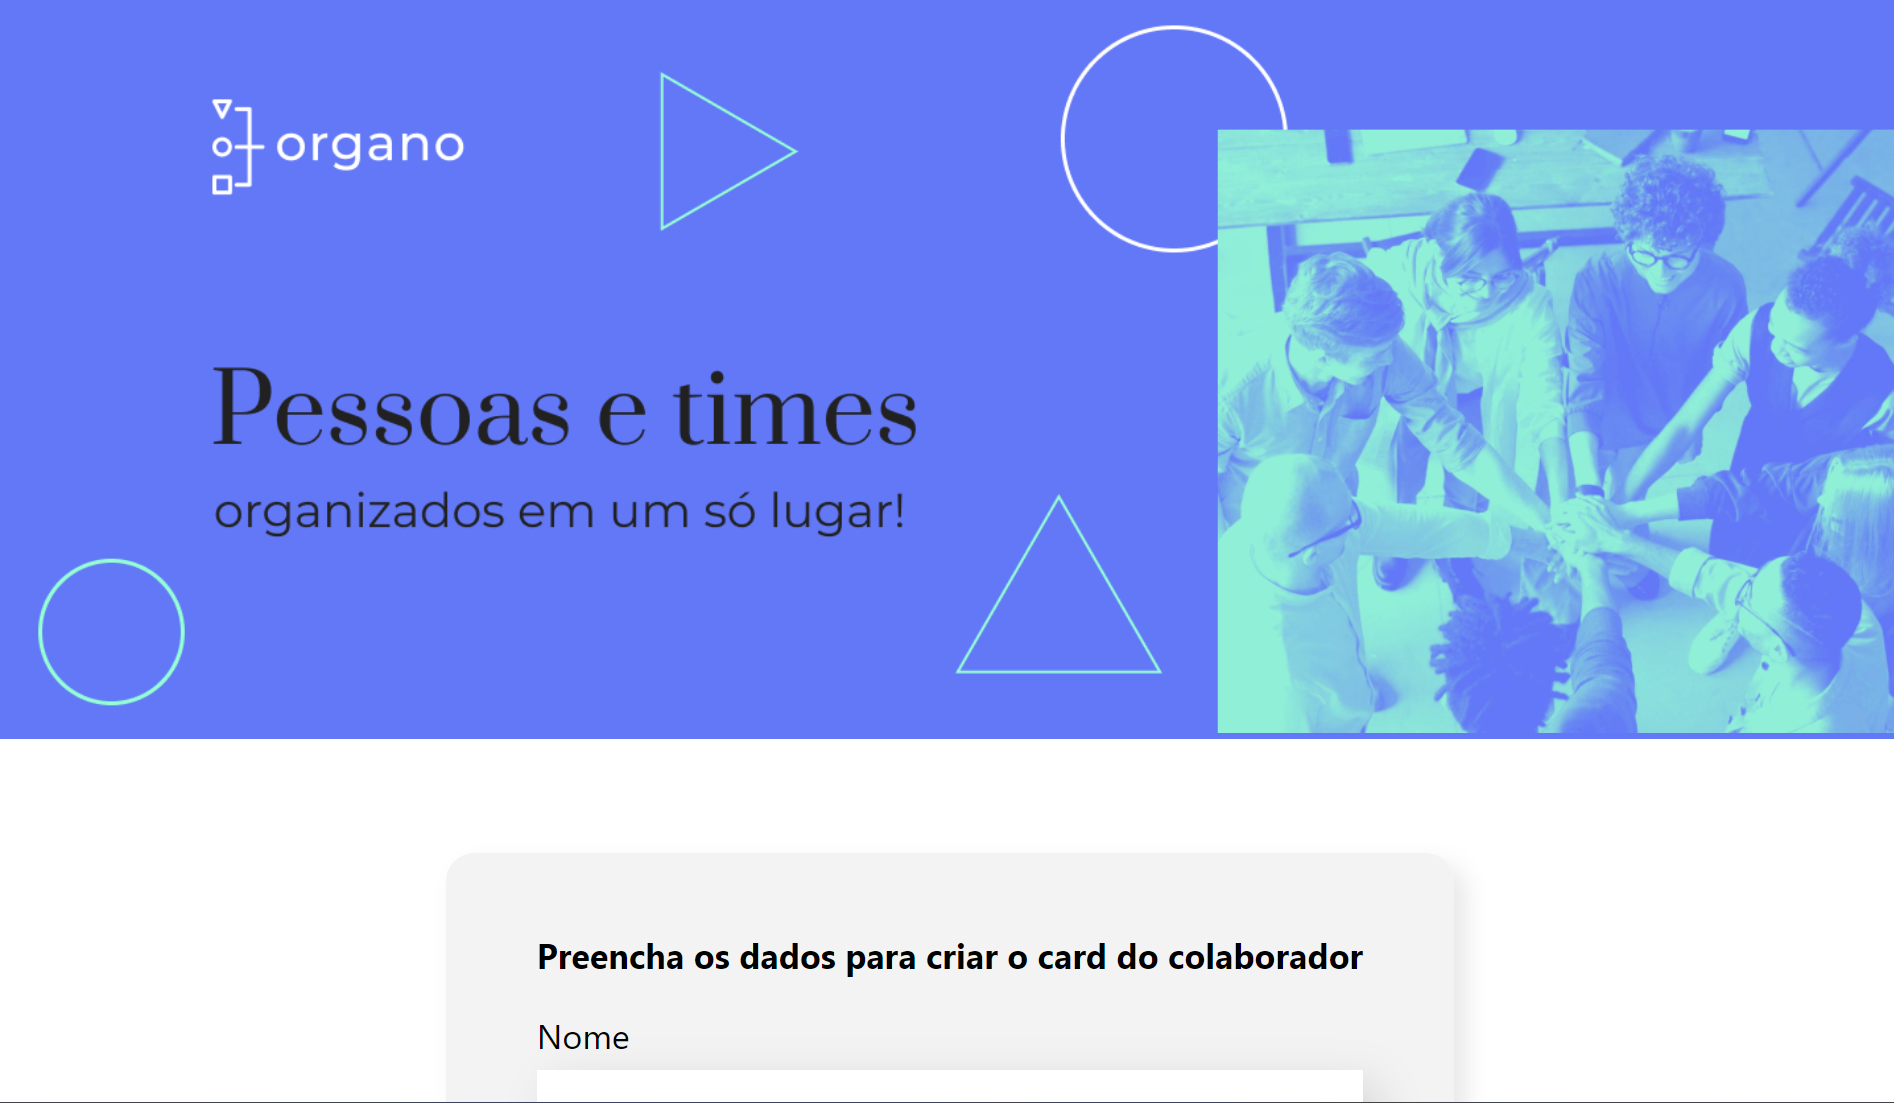 organo
Pessoas e times
organizados em um só lugar!
Preencha os dados para criar o card do colaborador
Nome